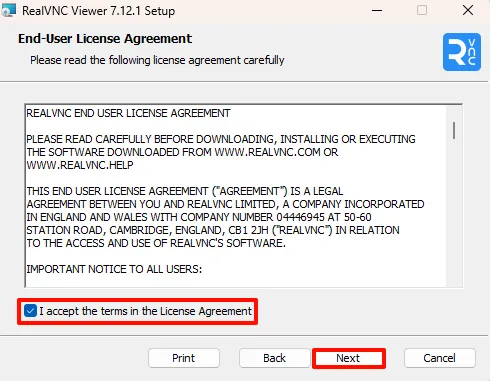 RealVNC Viewer 7.12.1 Setup
End-User License Agreement
Please read the following license agreement carefully
R VNC
REALVNC END USER LICENSE AGREEMENT
PLEASE READ CAREFULLY BEFORE DOWNLOADING, INSTALLING OR EXECUTING
THE SOFTWARE DOWNLOADED FROM WWW.REALVNC.COM OR
WWW.REALVNC.HELP
THIS END USER LICENSE AGREEMENT ("AGREEMENT") IS A LEGAL
AGREEMENT BETWEEN YOU AND REALVNC LIMITED, A COMPANY INCORPORATED
IN ENGLAND AND WALES WITH COMPANY NUMBER 04446945 AT 50-60
STATION ROAD, CAMBRIDGE, ENGLAND, CB1 2JH ("REALVNC") IN RELATION
TO THE ACCESS AND USE OF REALVNC'S SOFTWARE.
IMPORTANT NOTICE TO ALL USERS:
I accept the terms in the License Agreement
Print Back Next Cancel